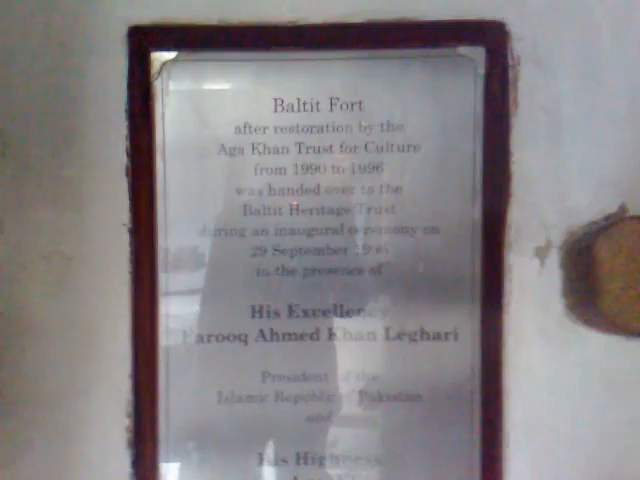 Baltit Fort
after restoration by the
Aga Khan Trust for Culture
from 1990 to 1996
was handed over to the
Baltit Heritage Trust
during an inaugural ceremony on
29 September 1996
in the presence of
His Excellency
Farooq Ahmed Khan Leghari
President of the
Islamic Republic of Pakistan
and
His Highness